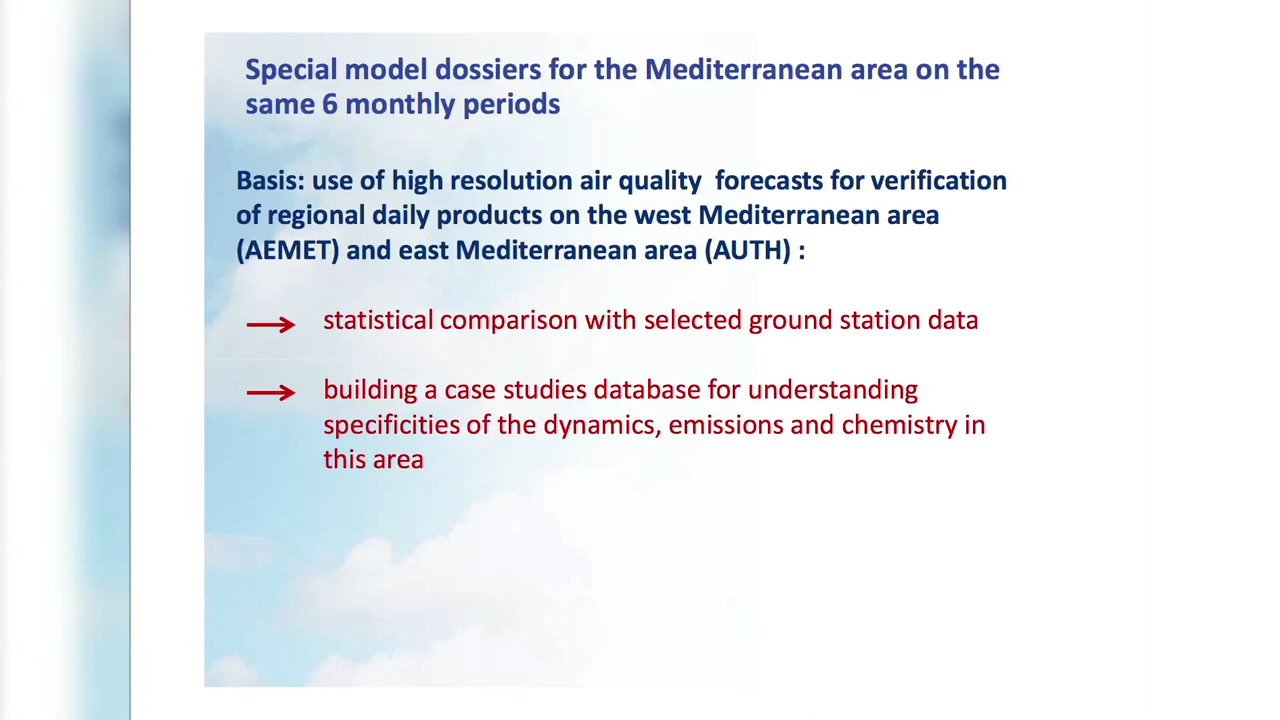 Special model dossiers for the Mediterranean area on the
same 6 monthly periods
Basis: use of high resolution air quality forecasts for verification
of regional daily products on the west Mediterranean area
(AEMET) and east Mediterranean area (AUTH) :
statistical comparison with selected ground station data
building a case studies database for understanding
specificities of the dynamics, emissions and chemistry in
this area